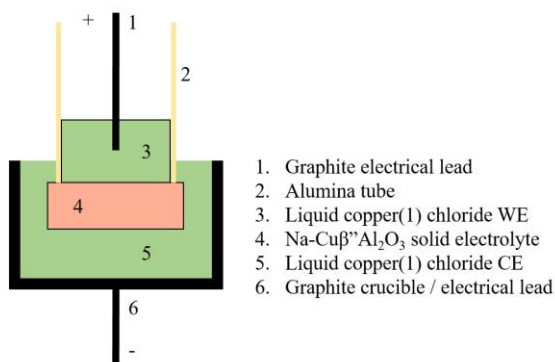 +
1
2
3
4
5
6
-
1. Graphite electrical lead
2. Alumina tube
3. Liquid copper(1) chloride WE
4. Na-Cuβ”Al₂O₃ solid electrolyte
5. Liquid copper(1) chloride CE
6. Graphite crucible / electrical lead